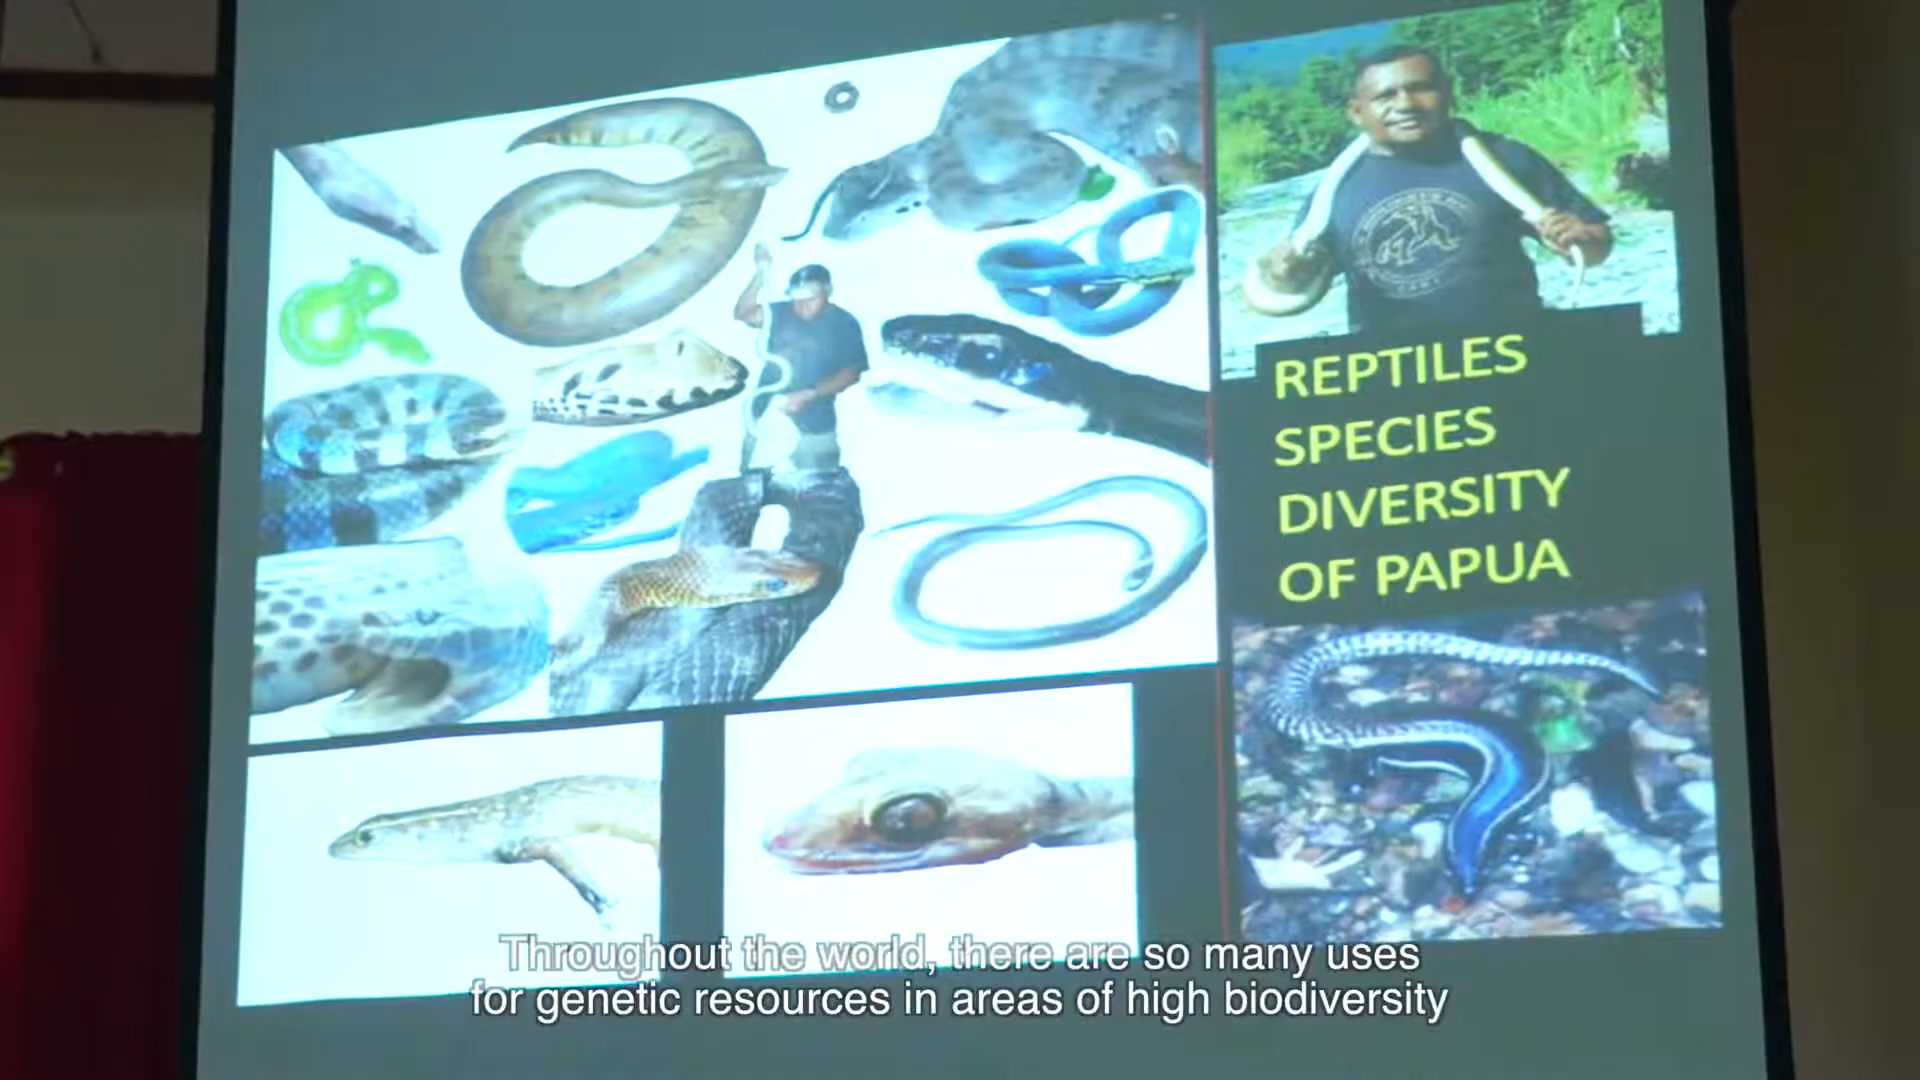 REPTILES
SPECIES
DIVERSITY
OF PAPUA
Throughout the world, there are so many uses
for genetic resources in areas of high biodiversity